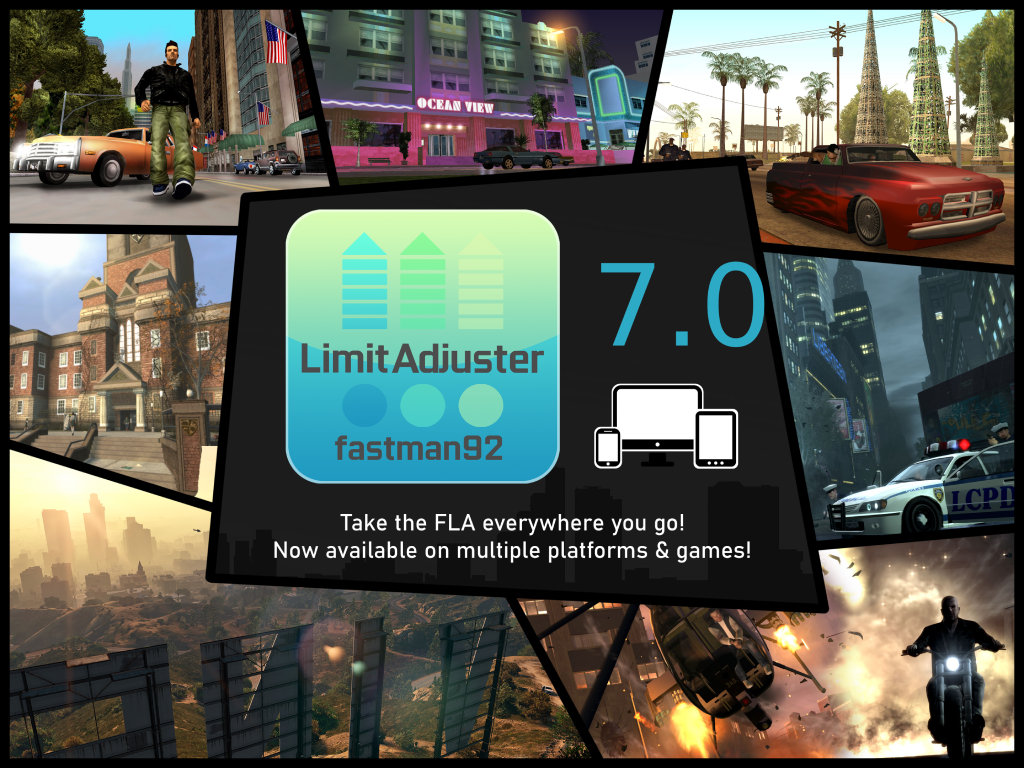 OCEAN VIEW
7.0
LimitAdjuster
fastman92
LCPD
Take the FLA everywhere you go!
Now available on multiple platforms & games!